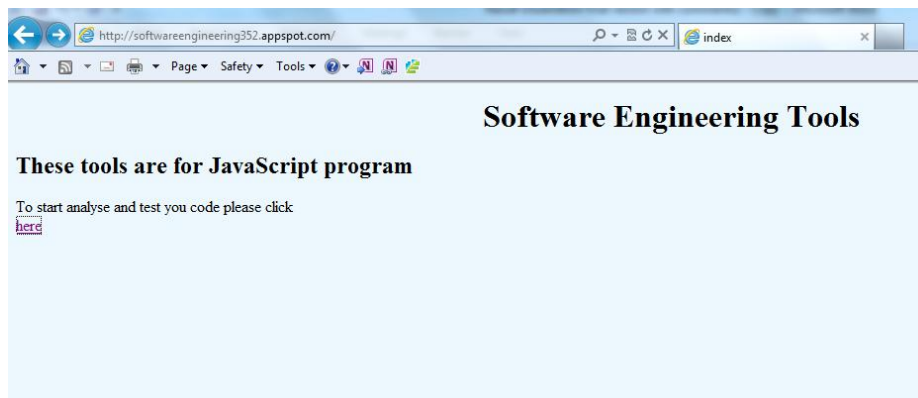 http://softwareengineering352.appspot.com/
index
Page Safety Tools
Software Engineering Tools
These tools are for JavaScript program
To start analyse and test you code please click
here